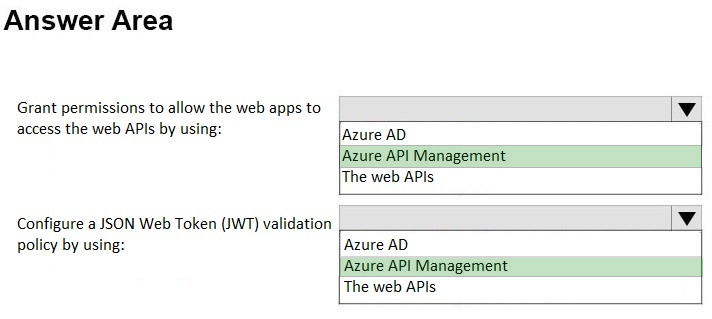 Answer Area
Grant permissions to allow the web apps to
access the web APIs by using:
Azure AD
Azure API Management
The web APIs
Configure a JSON Web Token (JWT) validation
policy by using:
Azure AD
Azure API Management
The web APIs